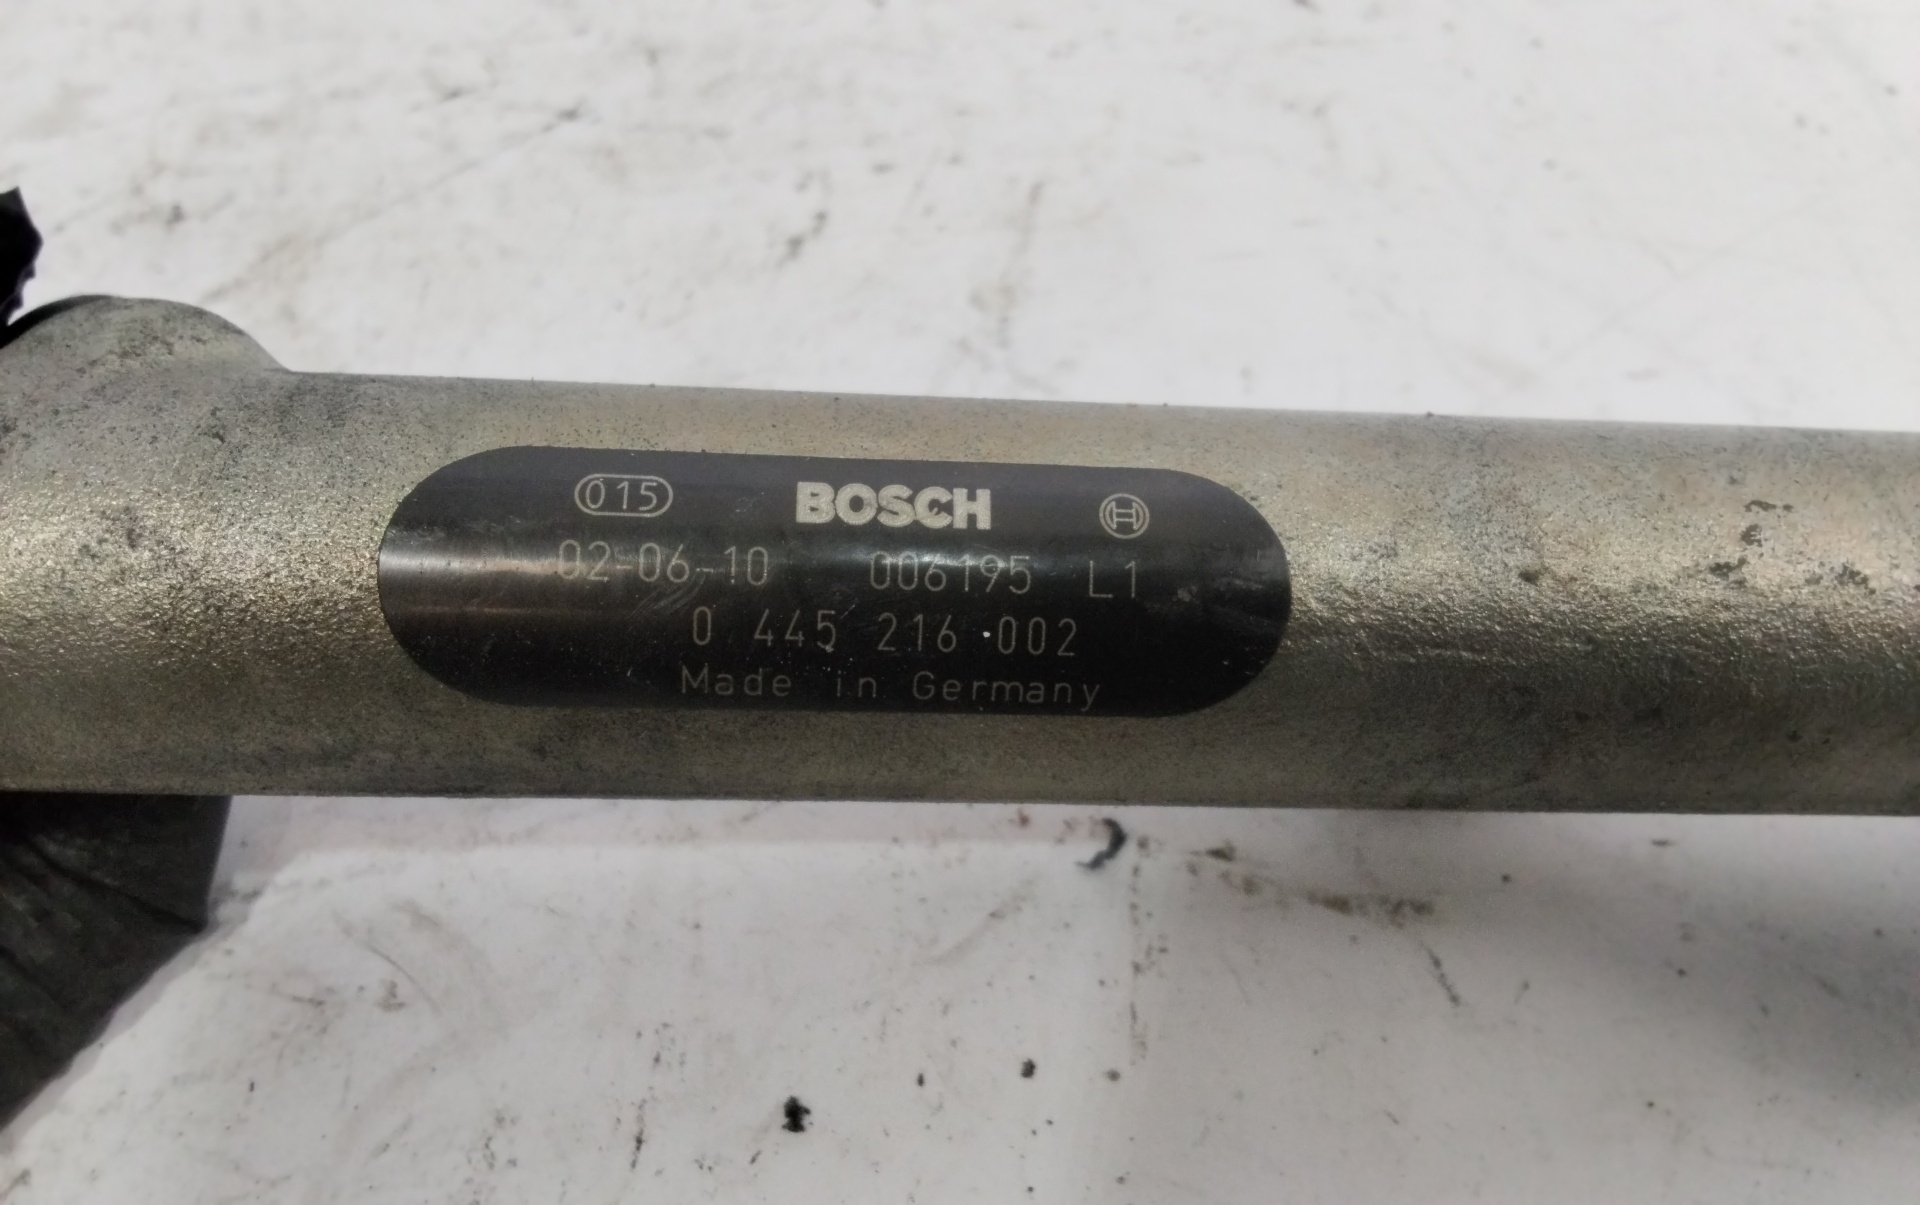 015 BOSCH H
02-06-10 006195 L1
0 445 216 002
Made in Germany